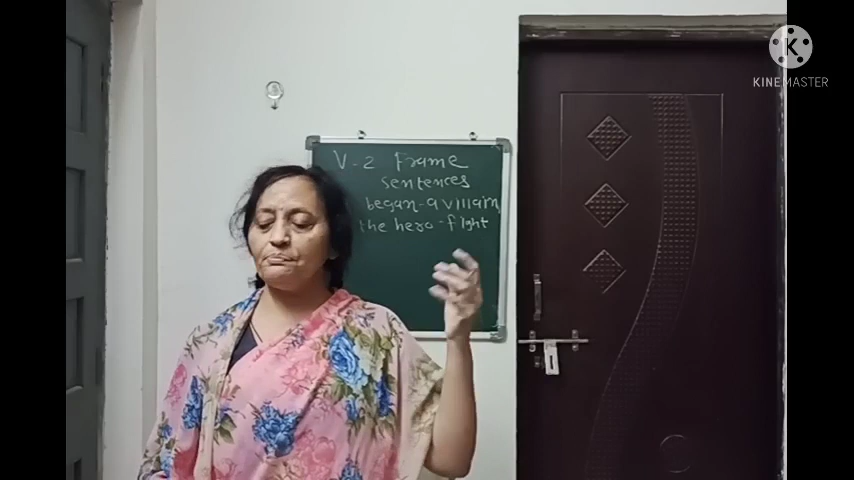 V-2 Frame
sentences
began-a villain,
the hero-fight
KINEMASTER